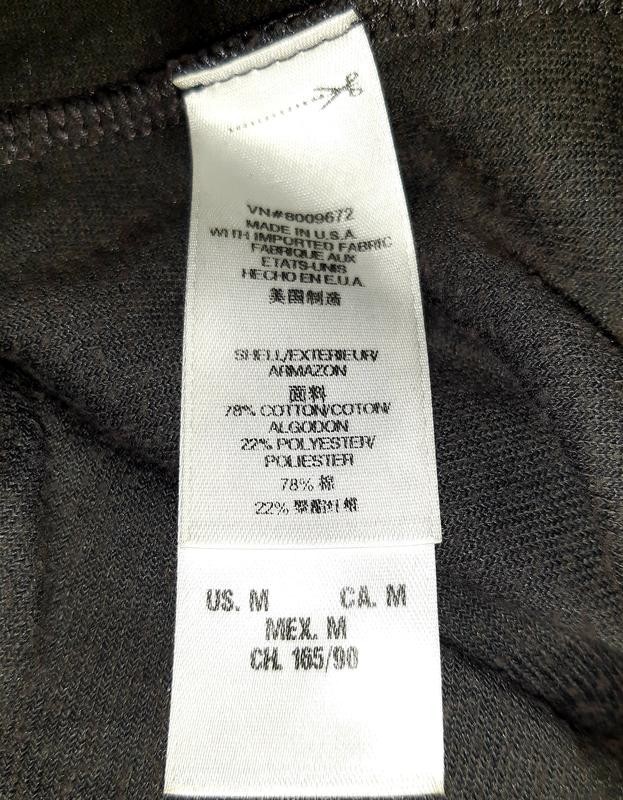 VN#8009672
MADE IN U.S.A.
WITH IMPORTED FABRIC
FABRIQUE AUX
ETATS-UNIS
HECHO EN E.U.A.
美国制造
SHELL/EXTERIEUR/
ARMAZON
面料
78% COTTON/COTON/
ALGODON
22% POLYESTER/
POLIESTER
78% 棉
22% 聚酯纤维
US. M CA. M
MEX. M
CH. 165/90